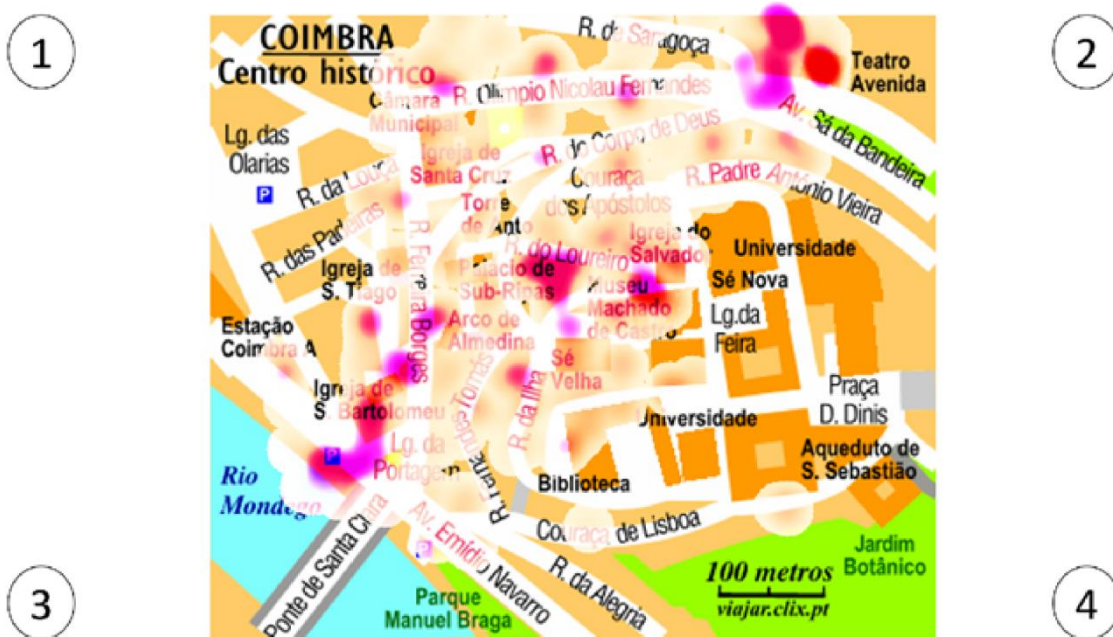 1
2
COIMBRA
Centro histórico
R. da Saragoça
Teatro
Avenida
Câmara
Municipal
R. Olimpio Nicolau Fernandes
Av. Sá da Bandeira
Lg. das
Olarias
P
R. da Louça
Igreja de
Santa Cruz
R. do Corpo de Deus
Couraça
dos Apóstolos
R. Padre António Vieira
R. das Padeiras
Torre
de Anto
R. do Loureiro
Igreja do
Salvador
Universidade
Igreja de
S. Tiago
R. Ferreira Borges
Palacio de
Sub-Ripas
Museu
Machado
de Castro
Sé Nova
Lg.da
Feira
Estação
Coimbra A
Arco de
Almedina
Sé
Velha
Igreja de
S. Bartolomeu
R. da Ilha
Universidade
Praça
D. Dinis
Lg. da
Portagem
P
Aqueduto de
S. Sebastião
Rio
Mondego
Biblioteca
Couraça de Lisboa
Ponte de Santa Clara
Av. Emídio Navarro
P
R. da Alegria
Jardim
Botânico
100 metros
viajar.clix.pt
Parque
Manuel Braga
3
4